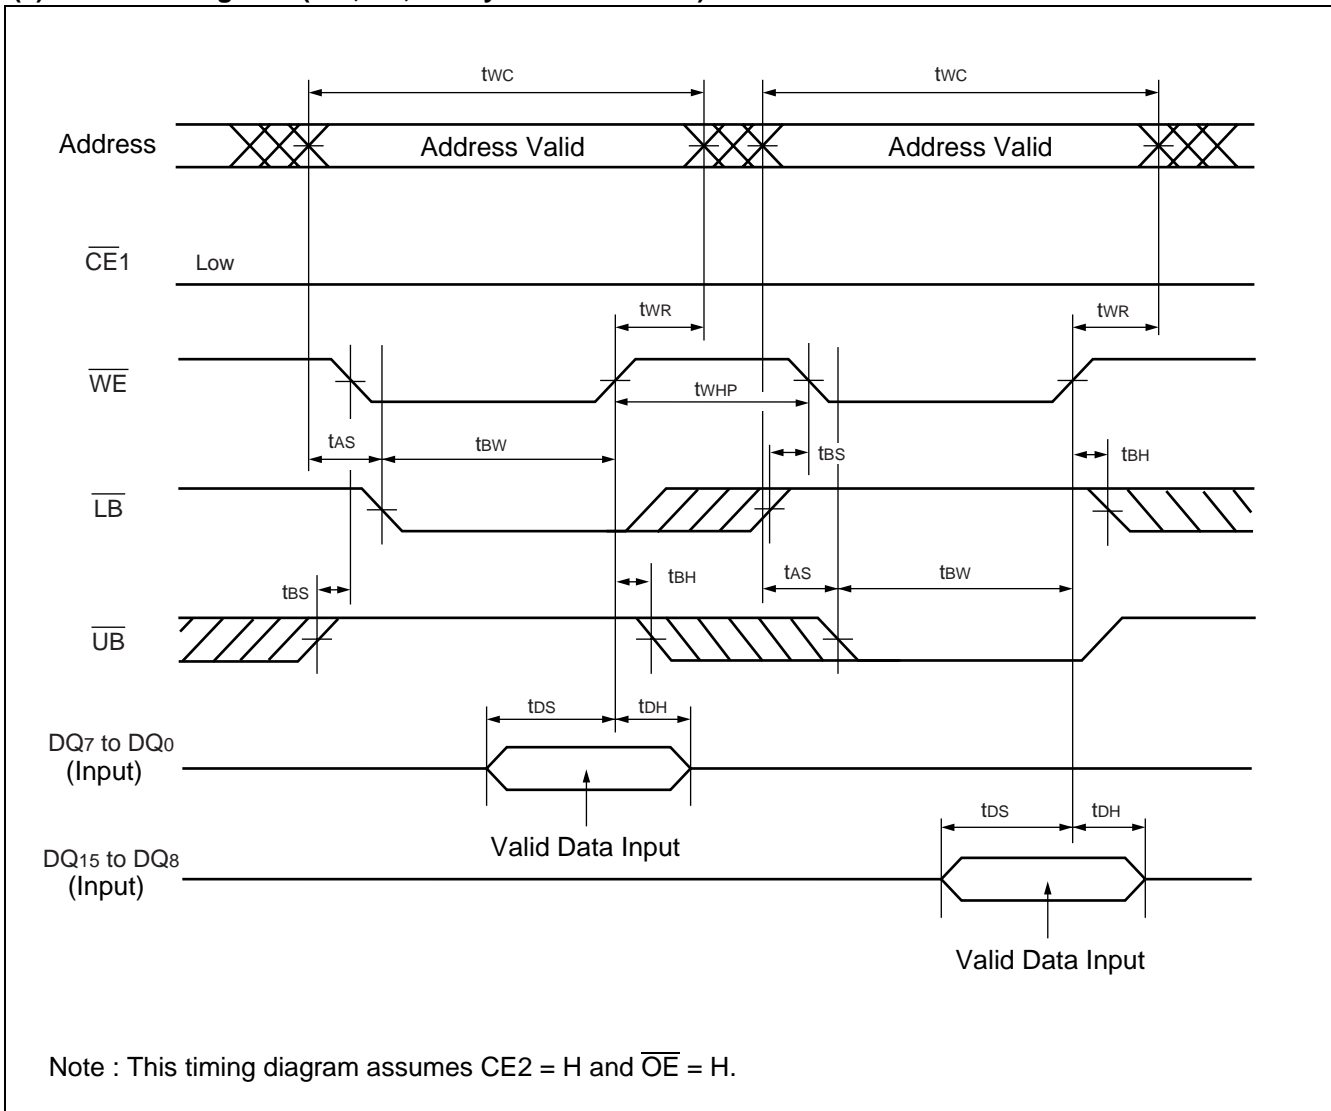 tWC tWC
Address Address Valid Address Valid
CE1 Low
tWR tWR
WE
tWHP
tAS tBW tBS tBH
LB
tBS tBH tAS tBW
UB
tDS tDH
DQ7 to DQ0
(Input)
Valid Data Input
tDS tDH
DQ15 to DQ8
(Input)
Valid Data Input
Note : This timing diagram assumes CE2 = H and OE = H.